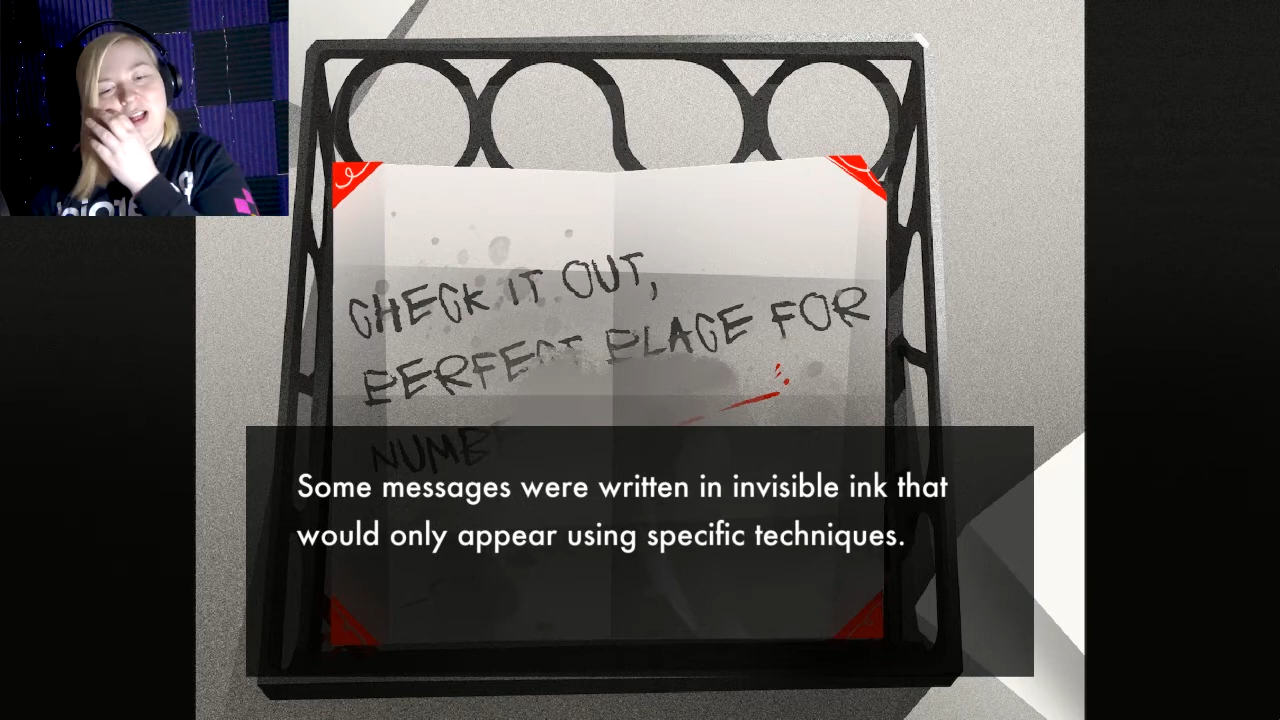 CHECK IT OUT,
PERFECT PLACE FOR
Some messages were written in invisible ink that
would only appear using specific techniques.